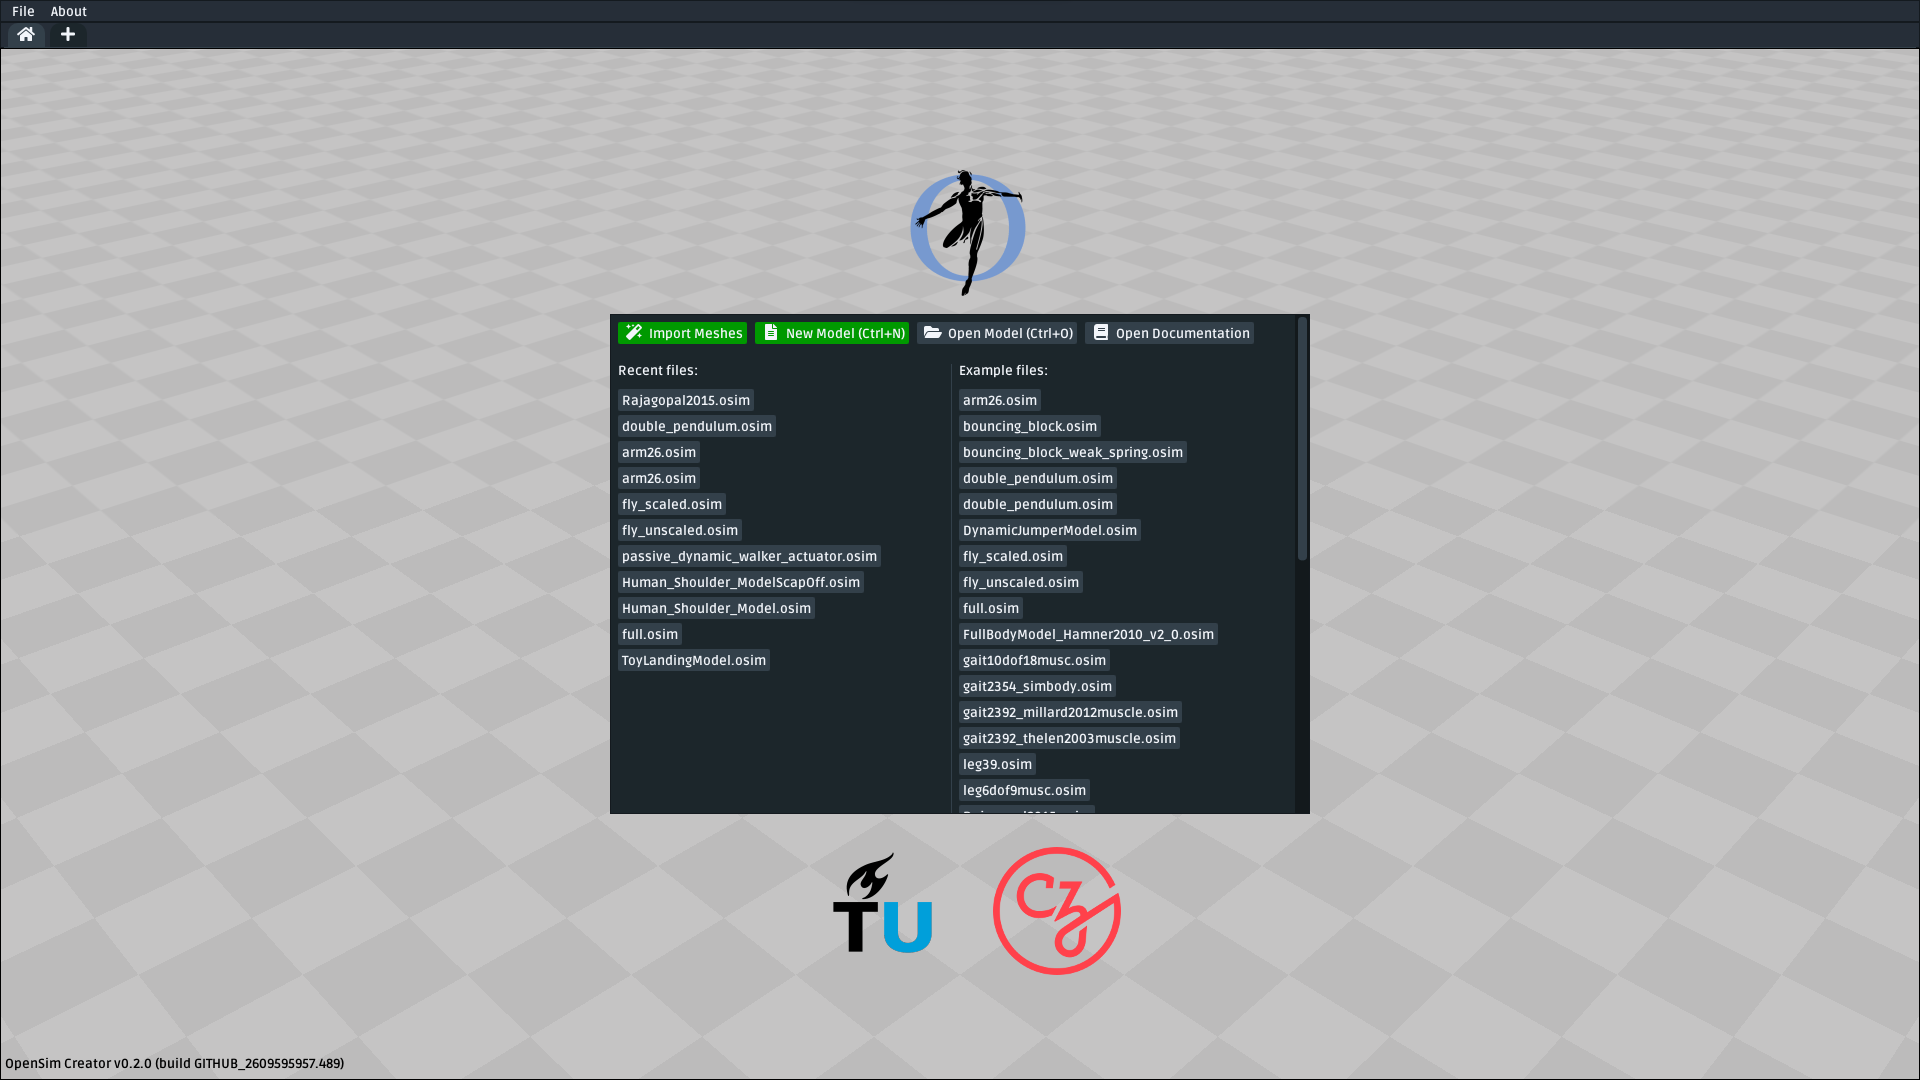 File About
Import Meshes New Model (Ctrl+N) Open Model (Ctrl+O) Open Documentation
Recent files:
Rajagopal2015.osim
double_pendulum.osim
arm26.osim
arm26.osim
fly_scaled.osim
fly_unscaled.osim
passive_dynamic_walker_actuator.osim
Human_Shoulder_ModelScapOff.osim
Human_Shoulder_Model.osim
full.osim
ToyLandingModel.osim
Example files:
arm26.osim
bouncing_block.osim
bouncing_block_weak_spring.osim
double_pendulum.osim
double_pendulum.osim
DynamicJumperModel.osim
fly_scaled.osim
fly_unscaled.osim
full.osim
FullBodyModel_Hamner2010_v2_0.osim
gait10dof18musc.osim
gait2354_simbody.osim
gait2392_millard2012muscle.osim
gait2392_thelen2003muscle.osim
leg39.osim
leg6dof9musc.osim
TU
CZ
OpenSim Creator v0.2.0 (build GITHUB_2609595957.489)